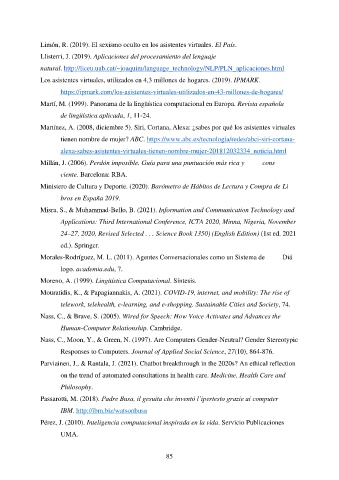 Limón, R. (2019). El sexismo oculto en los asistentes virtuales. El País.
Llisterri, J. (2019). Aplicaciones del procesamiento del lenguaje
natural. http://liceu.uab.cat/~joaquim/language_technology/NLP/PLN_aplicaciones.html
Los asistentes virtuales, utilizados en 4,3 millones de hogares. (2019). IPMARK.
https://ipmark.com/los-asistentes-virtuales-utilizados-en-43-millones-de-hogares/
Martí, M. (1999). Panorama de la lingüística computacional en Europa. Revista española
de lingüística aplicada, 1, 11-24.
Martínez, A. (2008, diciembre 5). Siri, Cortana, Alexa: ¿sabes por qué los asistentes virtuales
tienen nombre de mujer? ABC. https://www.abc.es/tecnologia/redes/abci-siri-cortana-
alexa-sabes-asistentes-virtuales-tienen-nombre-mujer-201812032334_noticia.html
Millán, J. (2006). Perdón imposible. Guía para una puntuación más rica y cons
ciente. Barcelona: RBA.
Ministero de Cultura y Deporte. (2020). Barómetro de Hábitos de Lectura y Compra de Li
bros en España 2019.
Misra, S., & Muhammad-Bello, B. (2021). Information and Communication Technology and
Applications: Third International Conference, ICTA 2020, Minna, Nigeria, November
24–27, 2020, Revised Selected . . . Science Book 1350) (English Edition) (1st ed. 2021
ed.). Springer.
Morales-Rodríguez, M. L. (2011). Agentes Conversacionales como un Sistema de Diá
logo. academia.edu, 7.
Moreno, A. (1999). Lingüística Computacional. Síntesis.
Mouratidis, K., & Papagiannakis, A. (2021). COVID-19, internet, and mobility: The rise of
telework, telehealth, e-learning, and e-shopping. Sustainable Cities and Society, 74.
Nass, C., & Brave, S. (2005). Wired for Speech: How Voice Activates and Advances the
Human-Computer Relationship. Cambridge.
Nass, C., Moon, Y., & Green, N. (1997). Are Computers Gender-Neutral? Gender Stereotypic
Responses to Computers. Journal of Applied Social Science, 27(10), 864-876.
Parviainen, J., & Rantala, J. (2021). Chatbot breakthrough in the 2020s? An ethical reflection
on the trend of automated consultations in health care. Medicine, Health Care and
Philosophy.
Passarotti, M. (2018). Padre Busa, il gesuita che inventò l’ipertesto grazie ai computer
IBM. http://ibm.biz/watsonbusa
Pérez, J. (2010). Inteligencia computacional inspirada en la vida. Servicio Publicaciones
UMA.
85